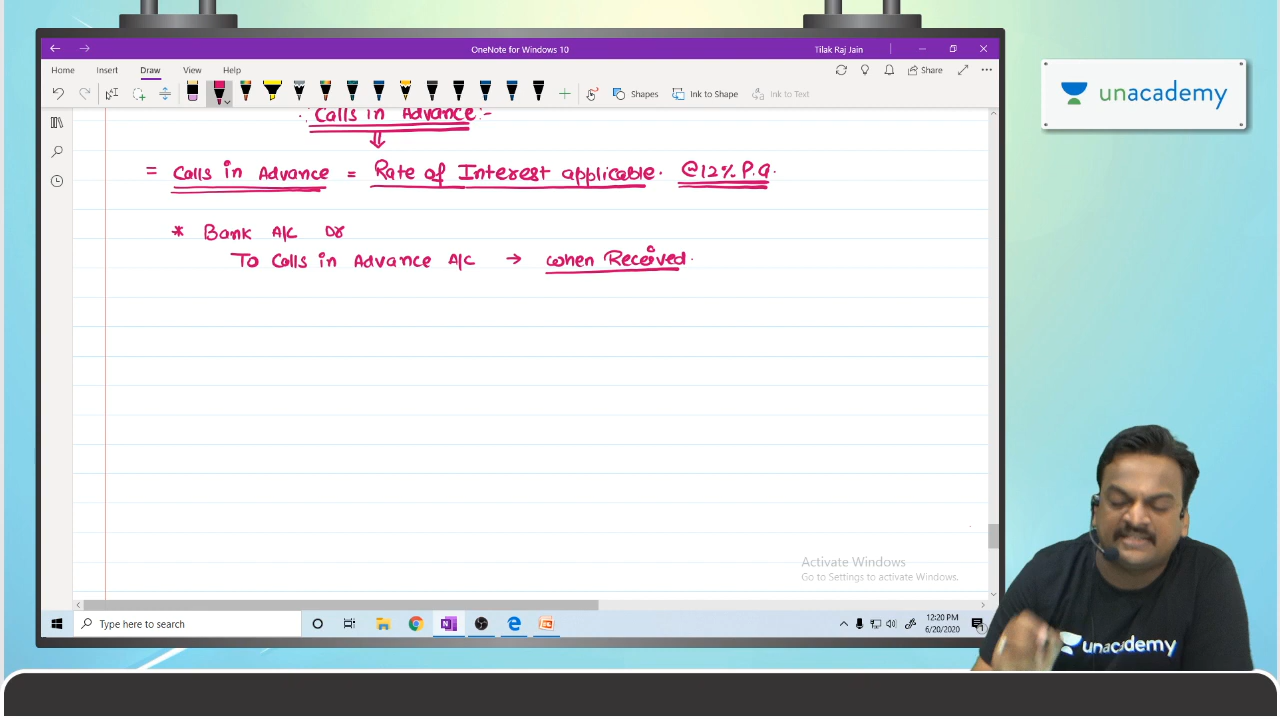 OneNote for Windows 10
Tilak Raj Jain
Home Insert Draw View Help
Share
Shapes
Ink to Shape
Ink to Text
unacademy
Calls in Advance :-
= Calls in Advance = Rate of Interest applicable. @12% P.a.
* Bank A/c Dr
To Calls in Advance A/c → when Received.
Activate Windows
Go to Settings to activate Windows.
Type here to search
12:20 PM
6/20/2020
1
unacademy